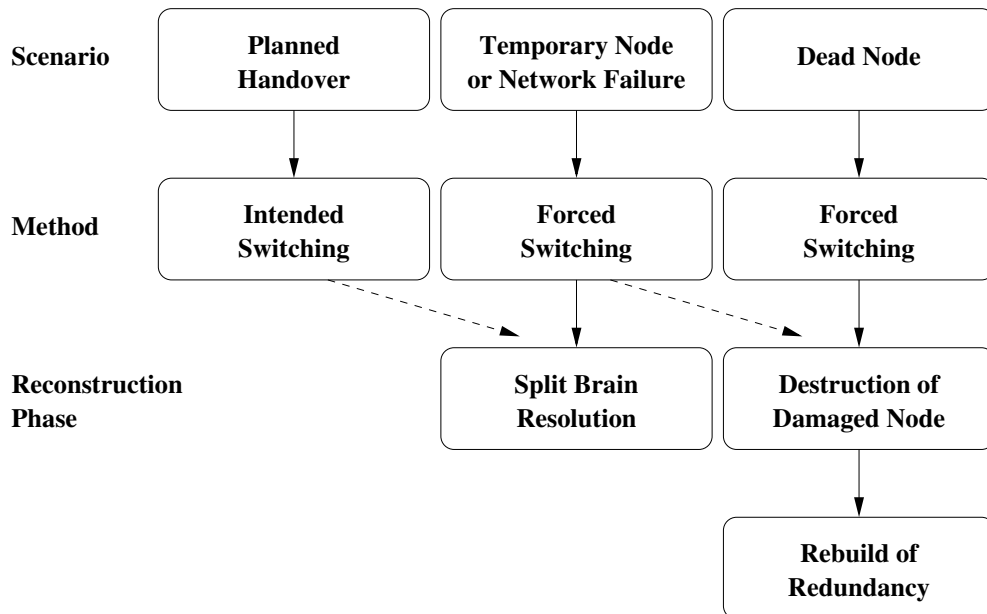 Scenario
Planned
Handover
Temporary Node
or Network Failure
Dead Node
Method
Intended
Switching
Forced
Switching
Forced
Switching
Reconstruction
Phase
Split Brain
Resolution
Destruction of
Damaged Node
Rebuild of
Redundancy